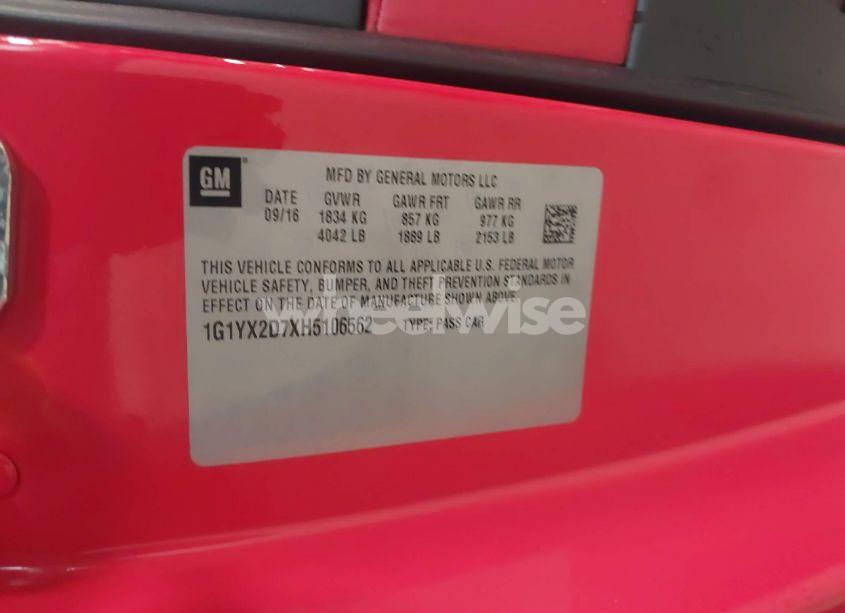 GM
MFD BY GENERAL MOTORS LLC
DATE GVWR GAWR FRT GAWR RR
09/16 1834 KG 857 KG 977 KG
4042 LB 1889 LB 2153 LB
THIS VEHICLE CONFORMS TO ALL APPLICABLE U.S. FEDERAL MOTOR
VEHICLE SAFETY, BUMPER, AND THEFT PREVENTION STANDARDS IN
EFFECT ON THE DATE OF MANUFACTURE SHOWN ABOVE.
wheelwise
1G1YX2D7XH5106562 TYPE: PASS CAR